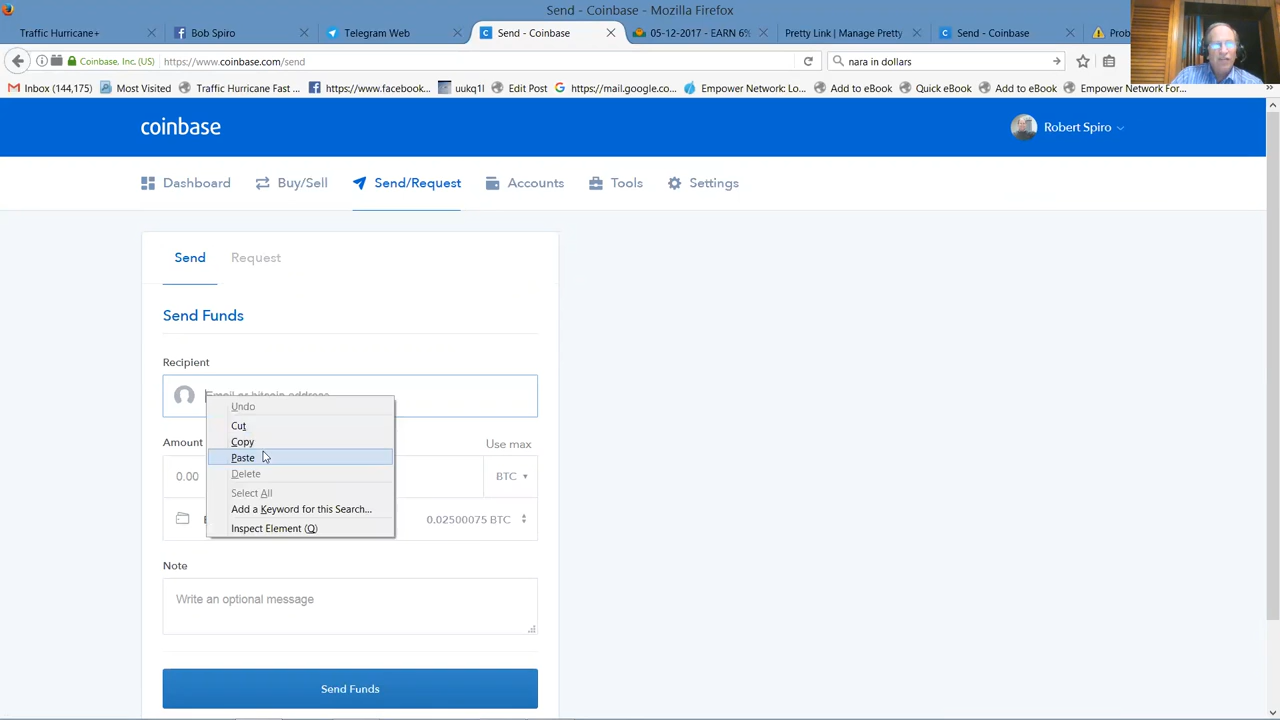 Send - Coinbase - Mozilla Firefox
Traffic Hurricane+
Bob Spiro
Telegram Web
Send - Coinbase
05-12-2017 - EARN 6%
Pretty Link | Manage Pretty
Send - Coinbase
Prob
Coinbase, Inc. (US)
https://www.coinbase.com/send
nara in dollars
Inbox (144,175)
Most Visited
Traffic Hurricane Fast ...
https://www.facebook...
uukq1l
Edit Post
https://mail.google.co...
Empower Network: Lo...
Add to eBook
Quick eBook
Add to eBook
Empower Network For...
coinbase
Robert Spiro
Dashboard
Buy/Sell
Send/Request
Accounts
Tools
Settings
Send
Request
Send Funds
Recipient
Email or bitcoin address
Undo
Cut
Copy
Paste
Delete
Select All
Add a Keyword for this Search...
Inspect Element (Q)
Amount
Use max
0.00
BTC
0.02500075 BTC
Note
Write an optional message
Send Funds